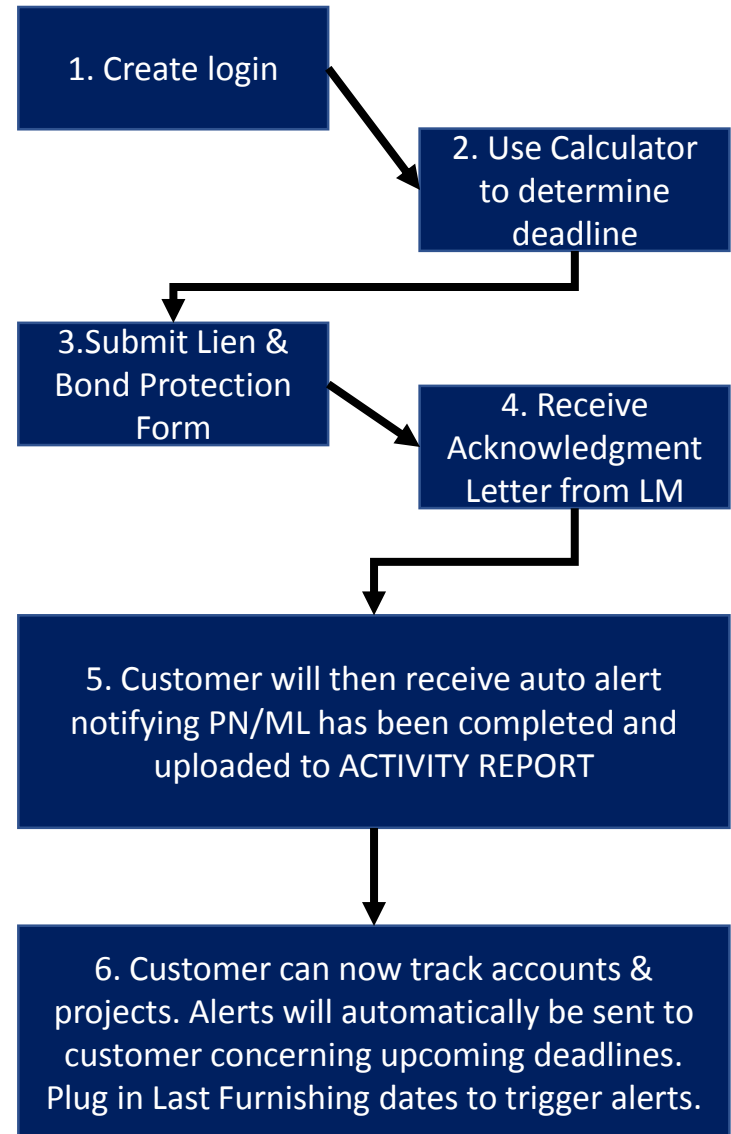 1. Create login
2. Use Calculator
to determine
deadline
3.Submit Lien &
Bond Protection
Form
4. Receive
Acknowledgment
Letter from LM
5. Customer will then receive auto alert
notifying PN/ML has been completed and
uploaded to ACTIVITY REPORT
6. Customer can now track accounts &
projects. Alerts will automatically be sent to
customer concerning upcoming deadlines.
Plug in Last Furnishing dates to trigger alerts.